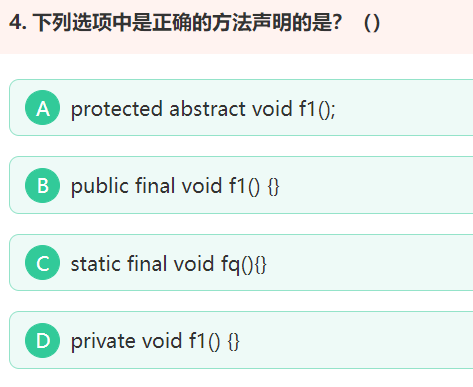 4. 下列选项中是正确的方法声明的是？（）
A protected abstract void f1();
B public final void f1() {}
C static final void fq(){}
D private void f1() {}